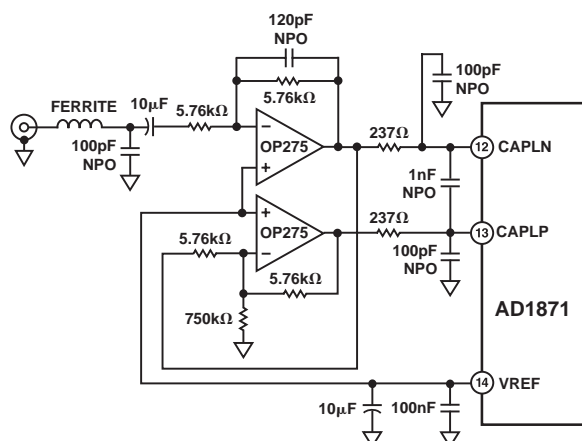 120pF
NPO
100pF
NPO
10μF
5.76kΩ
FERRITE
5.76kΩ
100pF
NPO
−
OP275
+
237Ω
12
CAPLN
1nF
NPO
+
OP275
−
237Ω
13
CAPLP
5.76kΩ
5.76kΩ
100pF
NPO
750kΩ
AD1871
14
VREF
10μF
100nF